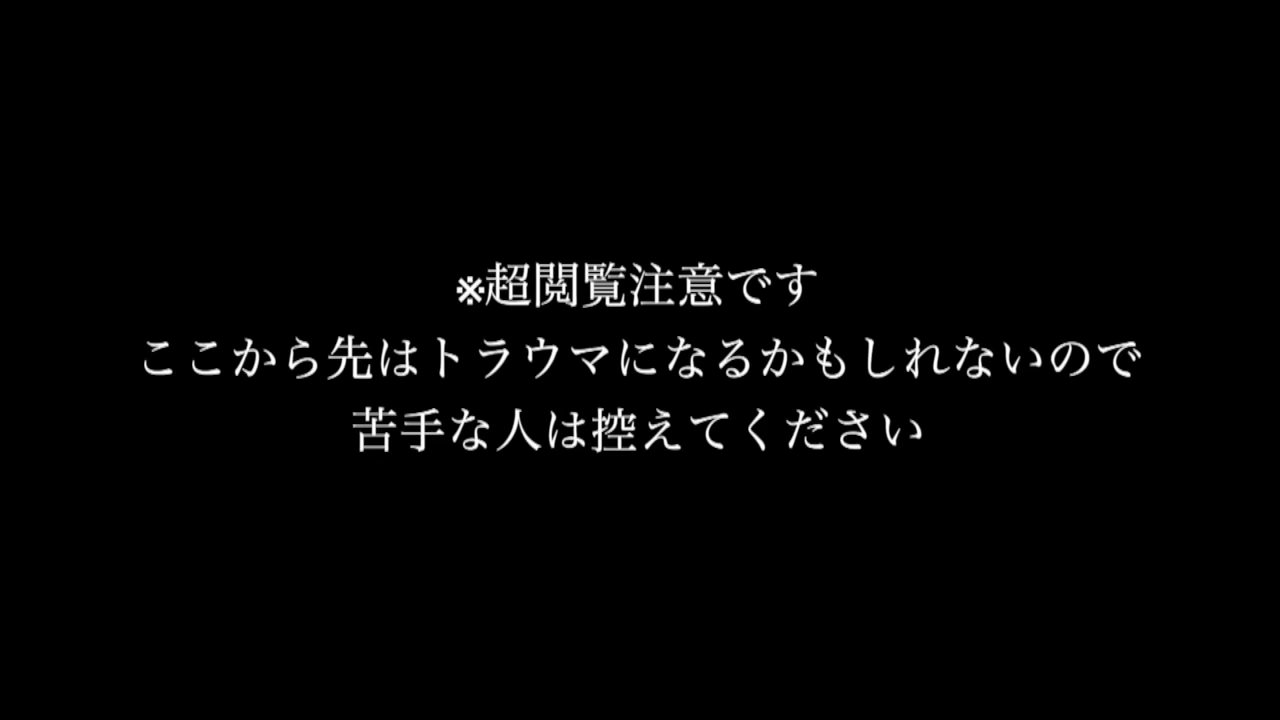 ※超閲覧注意です
ここから先はトラウマになるかもしれないので
苦手な人は控えてください